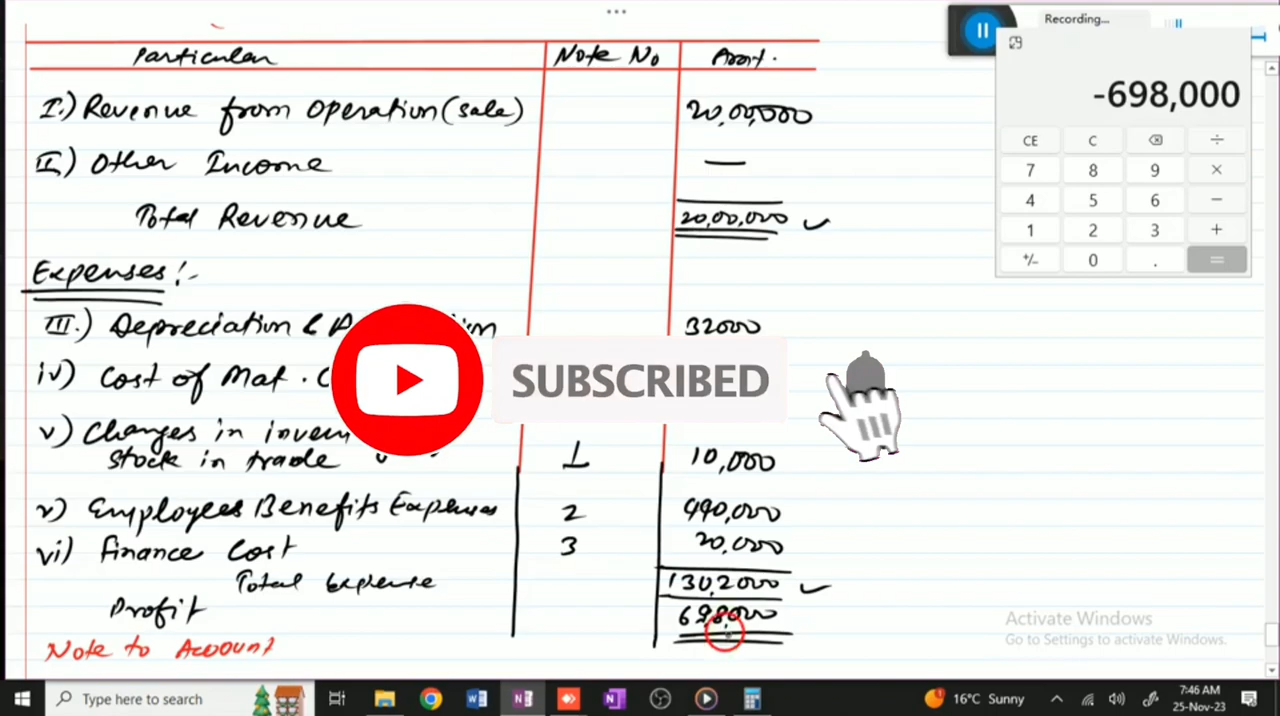 ...
Recording...
-698,000
CE C ⌫ ÷
7 8 9 ×
4 5 6 −
1 2 3 +
+/- 0 . =
Particular Note No Amt.
I.) Revenue from operation (sale) 20,00,000
II.) Other Income —
Total Revenue 20,00,000 ✓
Expenses :-
III.) Depreciation & 32000
iv) Cost of Mat.
SUBSCRIBED
v) Changes in
stock in trade 1 10,000
v) Employees Benefits Expenses 2 490,000
vi) Finance Cost 3 20,000
Total Expense 130,2000 ✓
Profit 698,000
Note to Account
Activate Windows
Go to Settings to activate Windows.
Type here to search
16°C Sunny
7:46 AM
25-Nov-23